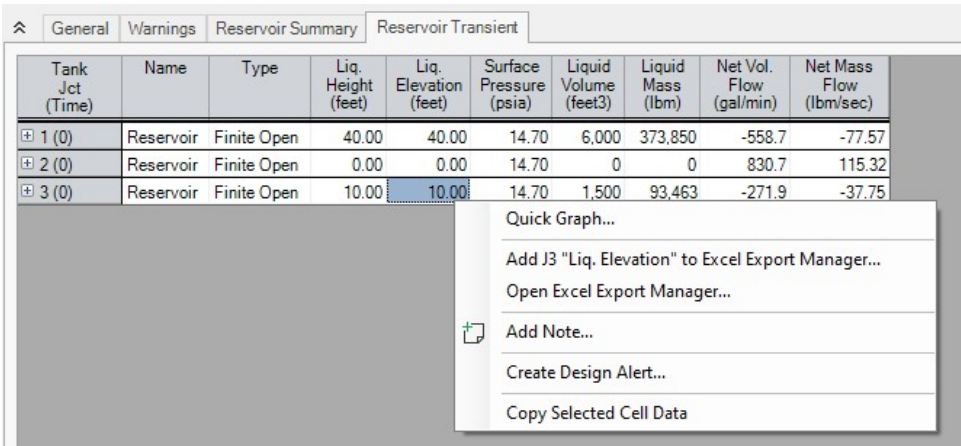 General Warnings Reservoir Summary Reservoir Transient
Tank Jct (Time) Name Type Liq. Height (feet) Liq. Elevation (feet) Surface Pressure (psia) Liquid Volume (feet3) Liquid Mass (lbm) Net Vol. Flow (gal/min) Net Mass Flow (lbm/sec)
1 (0) Reservoir Finite Open 40.00 40.00 14.70 6,000 373,850 -558.7 -77.57
2 (0) Reservoir Finite Open 0.00 0.00 14.70 0 0 830.7 115.32
3 (0) Reservoir Finite Open 10.00 10.00 14.70 1,500 93,463 -271.9 -37.75
Quick Graph...
Add J3 "Liq. Elevation" to Excel Export Manager...
Open Excel Export Manager...
Add Note...
Create Design Alert...
Copy Selected Cell Data